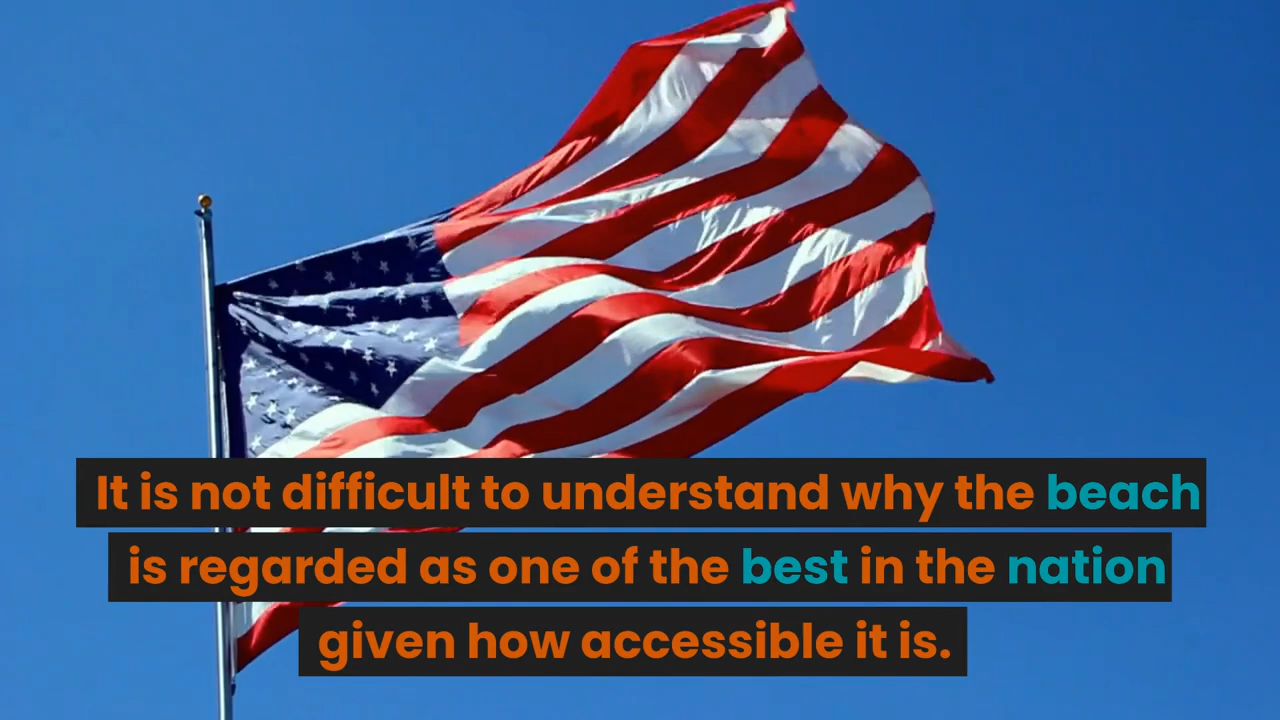 It is not difficult to understand why the beach
is regarded as one of the best in the nation
given how accessible it is.